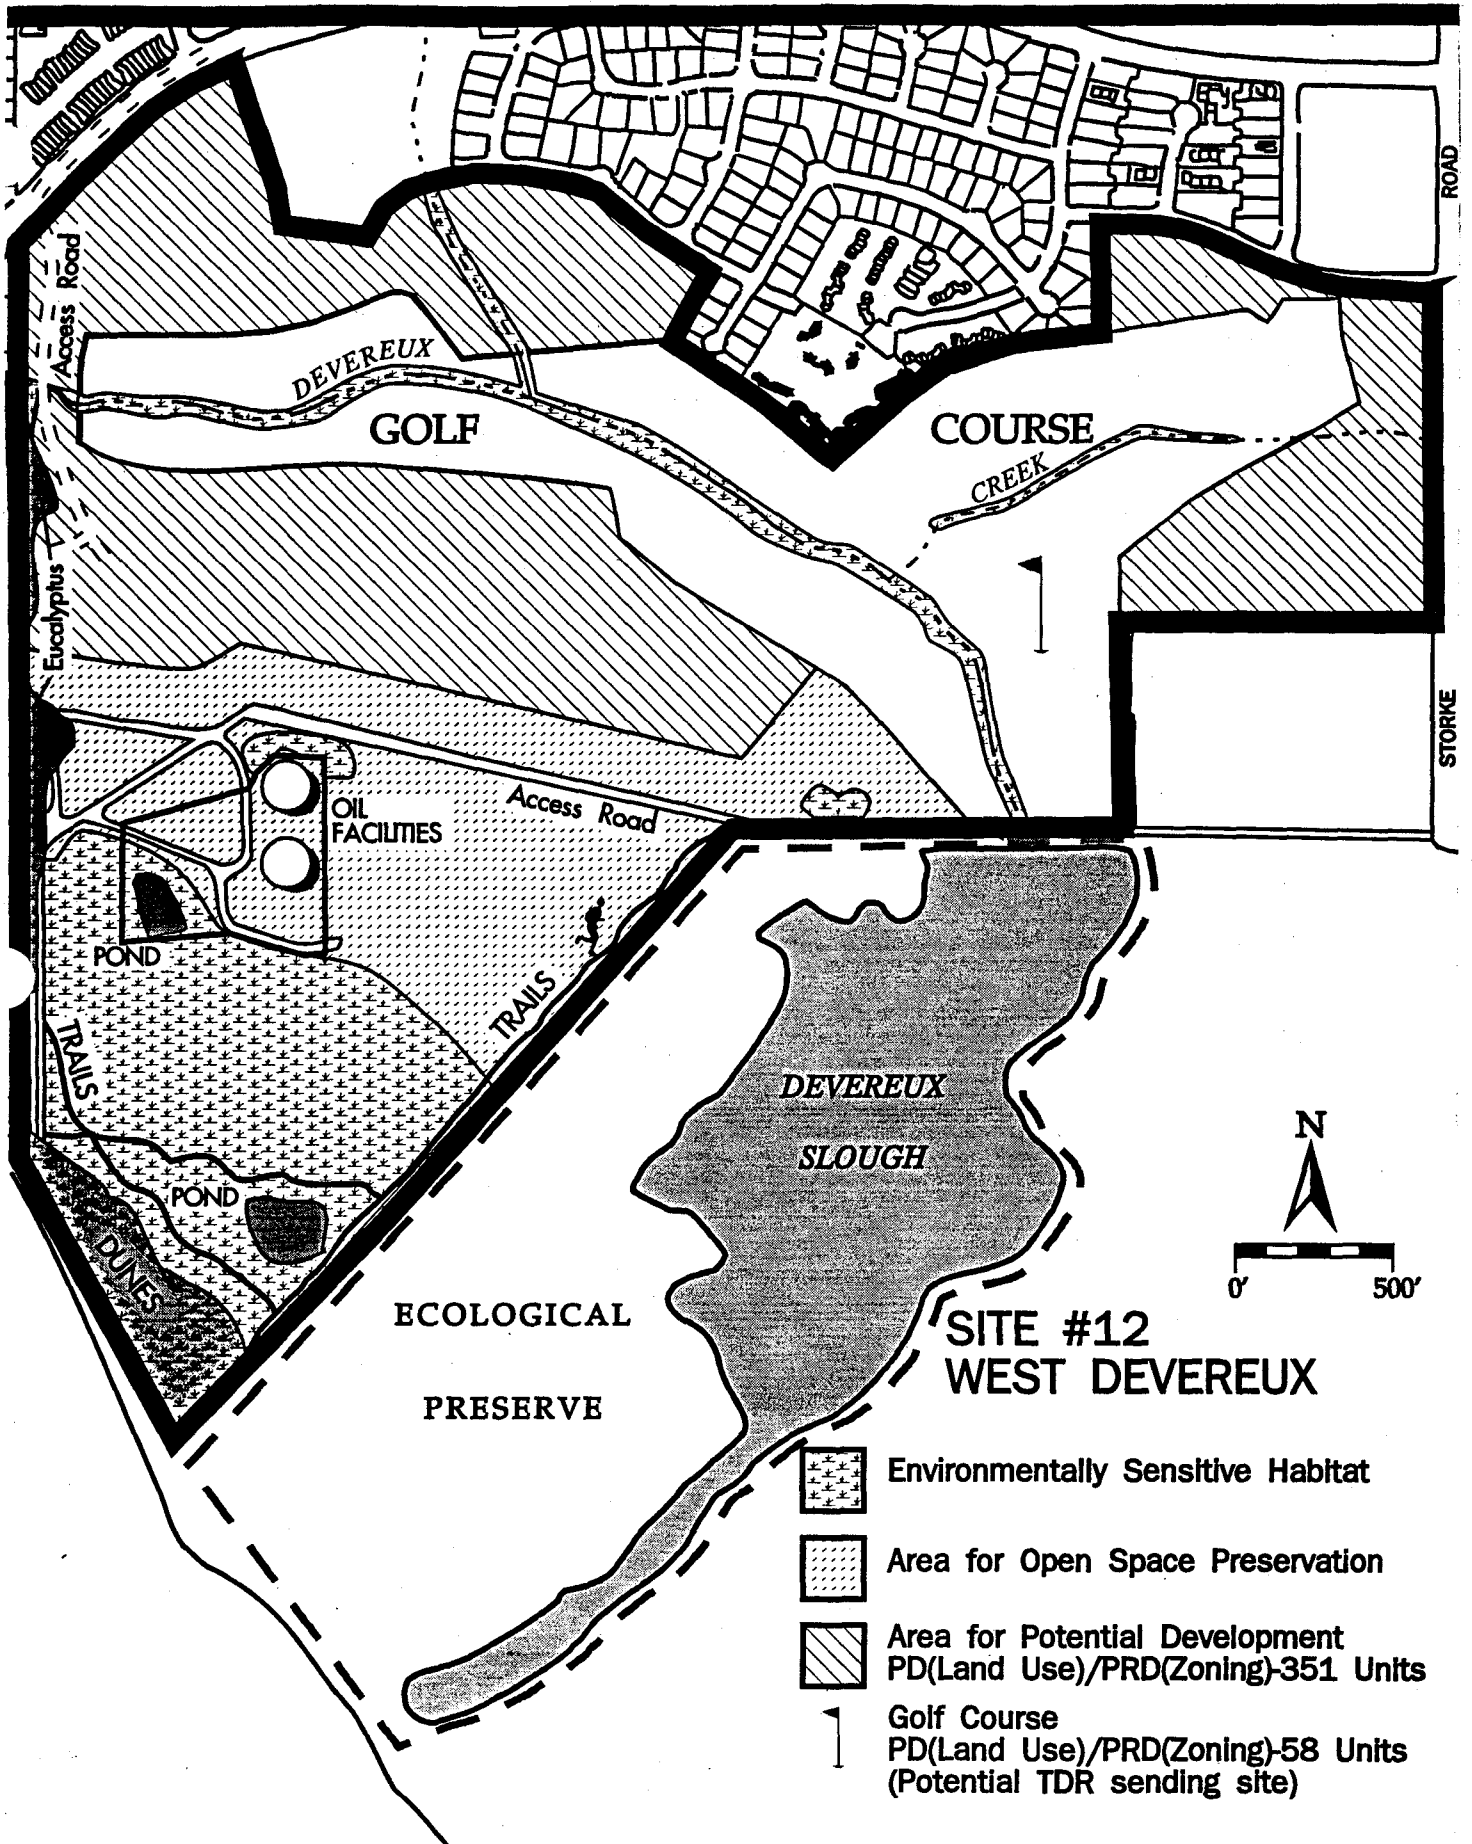 ROAD
Access Road
DEVEREUX
GOLF
COURSE
CREEK
Eucalyptus
STORKE
Access Road
OIL
FACILITIES
POND
TRAILS
TRAILS
DEVEREUX
SLOUGH
N
POND
DUNES
0'
500'
ECOLOGICAL
PRESERVE
SITE #12
WEST DEVEREUX
Environmentally Sensitive Habitat
Area for Open Space Preservation
Area for Potential Development
PD(Land Use)/PRD(Zoning)-351 Units
Golf Course
PD(Land Use)/PRD(Zoning)-58 Units
(Potential TDR sending site)